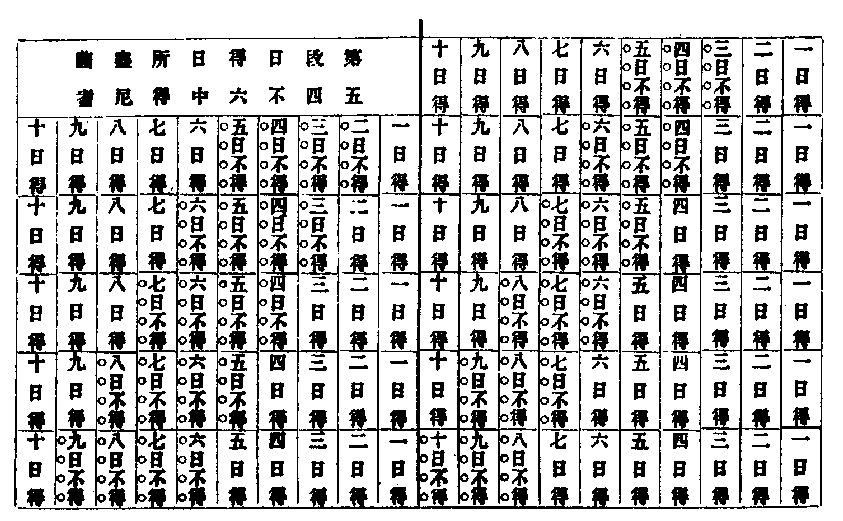 一日得 二日得 三日不得 四日不得 五日不得 六日得 七日得 八日得 九日得 十日得
一日得 二日得 三日得 四日不得 五日不得 六日不得 七日得 八日得 九日得 十日得
一日得 二日得 三日得 四日得 五日不得 六日不得 七日不得 八日得 九日得 十日得
一日得 二日得 三日得 四日得 五日得 六日不得 七日不得 八日不得 九日得 十日得
一日得 二日得 三日得 四日得 五日得 六日得 七日不得 八日不得 九日不得 十日得
一日得 二日得 三日得 四日得 五日得 六日得 七日得 八日不得 九日不得 十日不得
第五段四日不得六日中所得盡尼薩耆
一日得 二日不得 三日不得 四日不得 五日不得 六日得 七日得 八日得 九日得 十日得
一日得 二日得 三日不得 四日不得 五日不得 六日不得 七日得 八日得 九日得 十日得
一日得 二日得 三日得 四日不得 五日不得 六日不得 七日不得 八日得 九日得 十日得
一日得 二日得 三日得 四日得 五日不得 六日不得 七日不得 八日不得 九日得 十日得
一日得 二日得 三日得 四日得 五日得 六日不得 七日不得 八日不得 九日不得 十日得